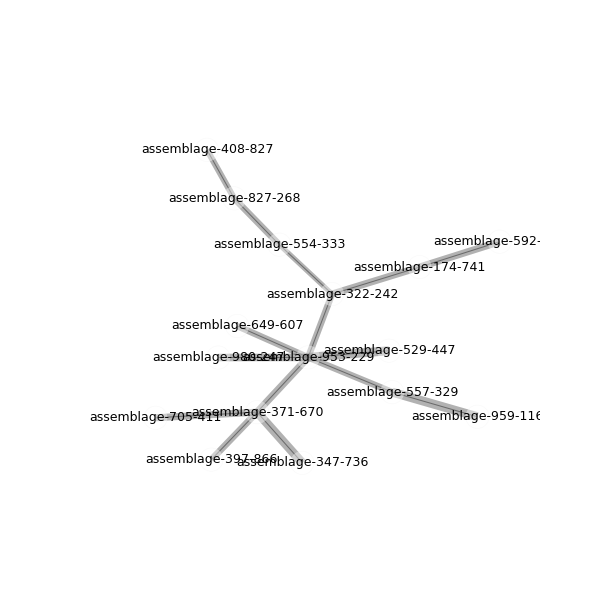 assemblage-408-827
assemblage-827-268
assemblage-592-
assemblage-554-333
assemblage-174-741
assemblage-322-242
assemblage-649-607
assemblage-529-447
assemblage-980-247
assemblage-953-229
assemblage-557-329
assemblage-371-670
assemblage-959-116
assemblage-705-411
assemblage-397-866
assemblage-347-736